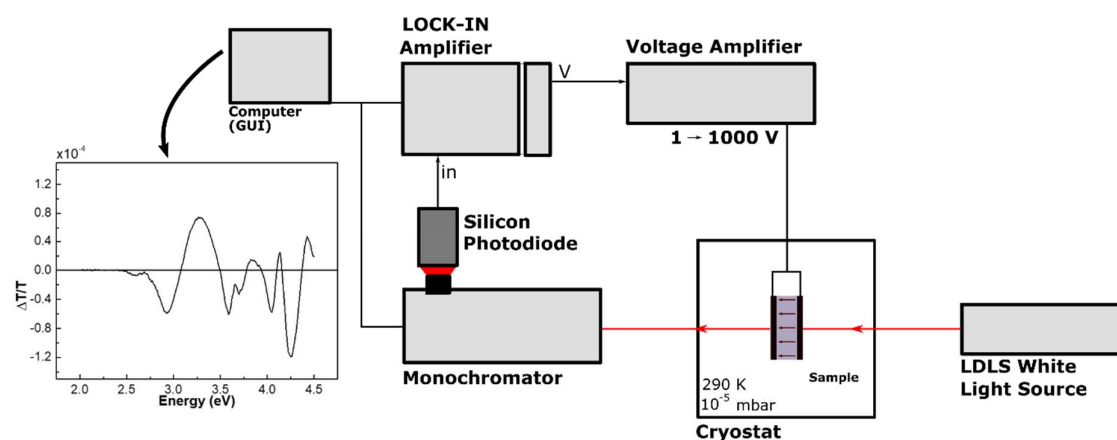 LOCK-IN
Amplifier
Voltage Amplifier
V
Computer
(GUI)
1 → 1000 V
x10⁻⁴
in
1.2
0.8
0.4
0.0
-0.4
-0.8
-1.2
ΔT/T
2.0 2.5 3.0 3.5 4.0 4.5
Energy (eV)
Silicon
Photodiode
Monochromator
Sample
290 K
10⁻⁵ mbar
Cryostat
LDLS White
Light Source